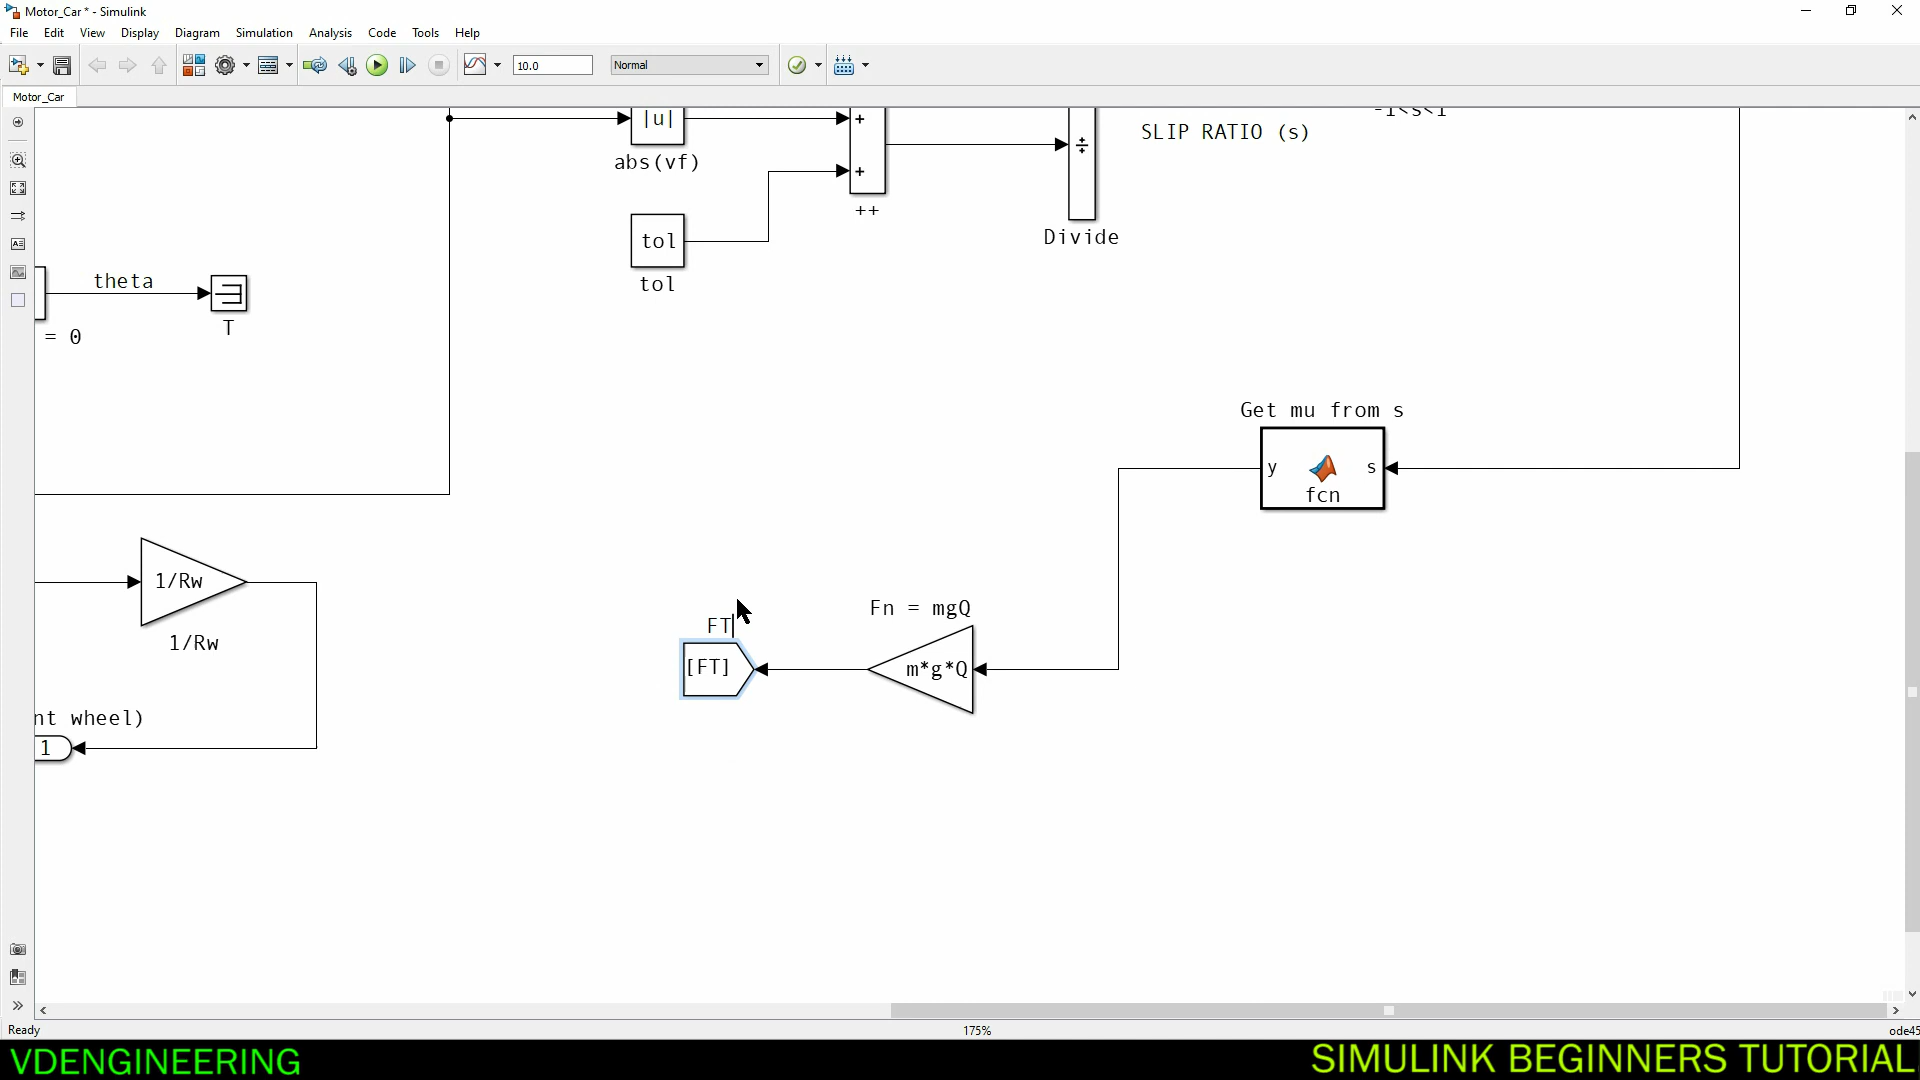 Motor_Car * - Simulink
File Edit View Display Diagram Simulation Analysis Code Tools Help
10.0 Normal
Motor_Car
|u| + -1<s<1
SLIP RATIO (s)
÷
abs(vf)
+
++
tol
Divide
theta
tol
T
= 0
Get mu from s
y s
fcn
1/Rw
Fn = mgQ
FT
1/Rw
[FT] m*g*Q
nt wheel)
1
Ready 175% ode45
VDENGINEERING SIMULINK BEGINNERS TUTORIAL